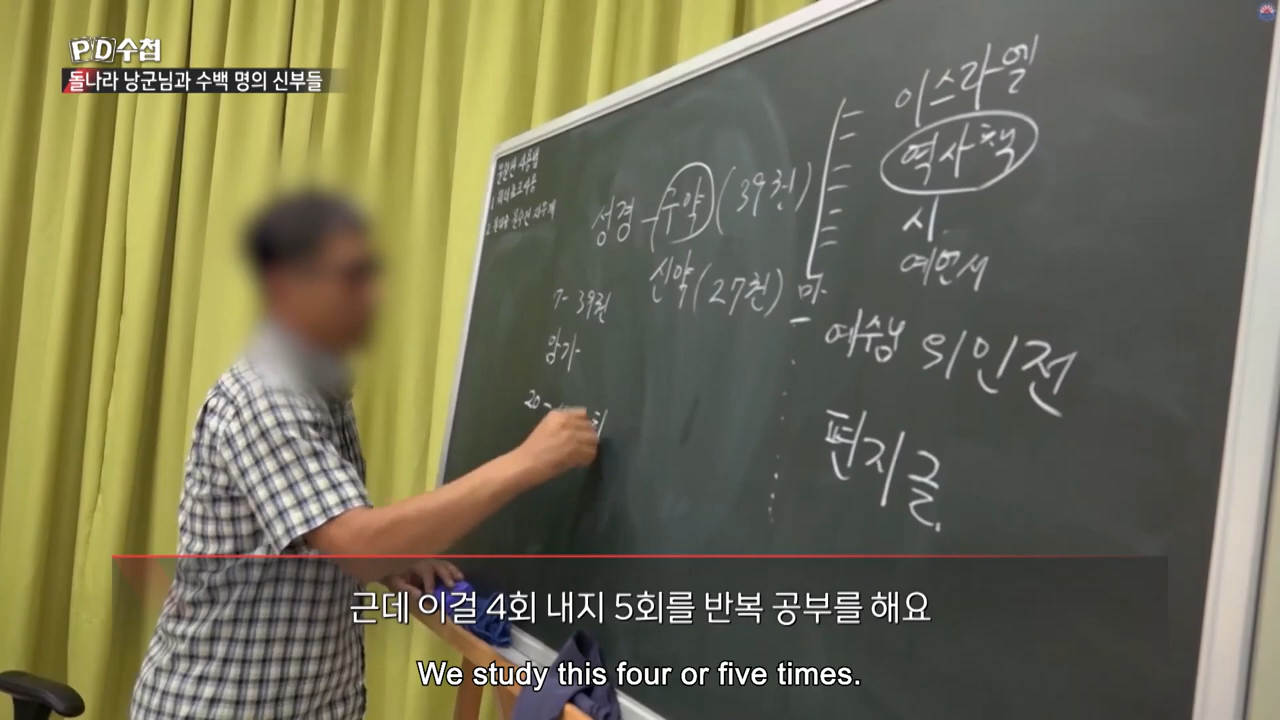 PD수첩
돌나라 낭군님과 수백 명의 신부들
이스라엘
역사책
시
예언서
성경 - 구약 (39권)
신약 (27권)
7- 39권
암기
20
예수님 위인전
편지글
근데 이걸 4회 내지 5회를 반복 공부를 해요
We study this four or five times.